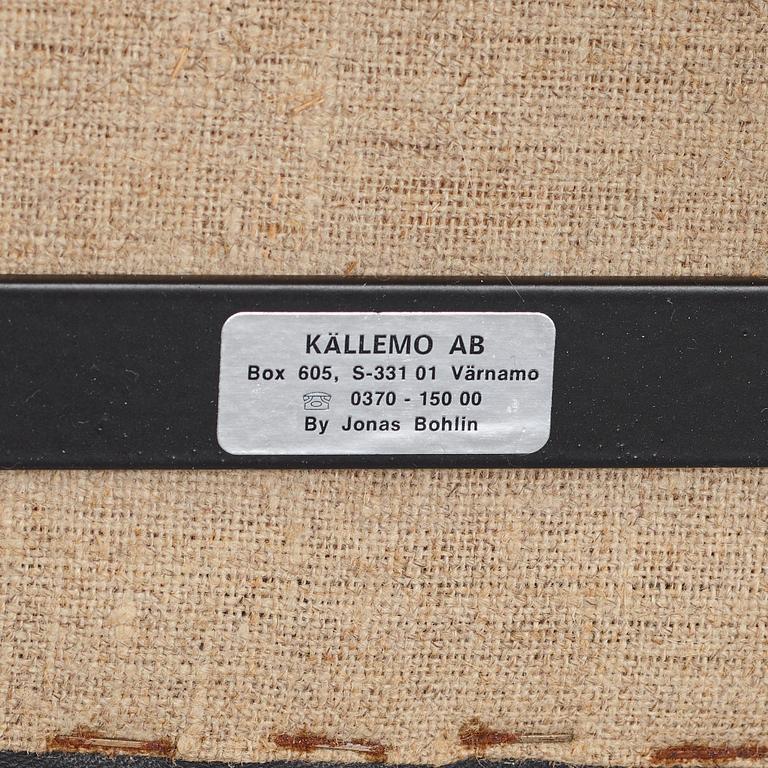 KÄLLEMO AB
Box 605, S-331 01 Värnamo
0370 - 150 00
By Jonas Bohlin